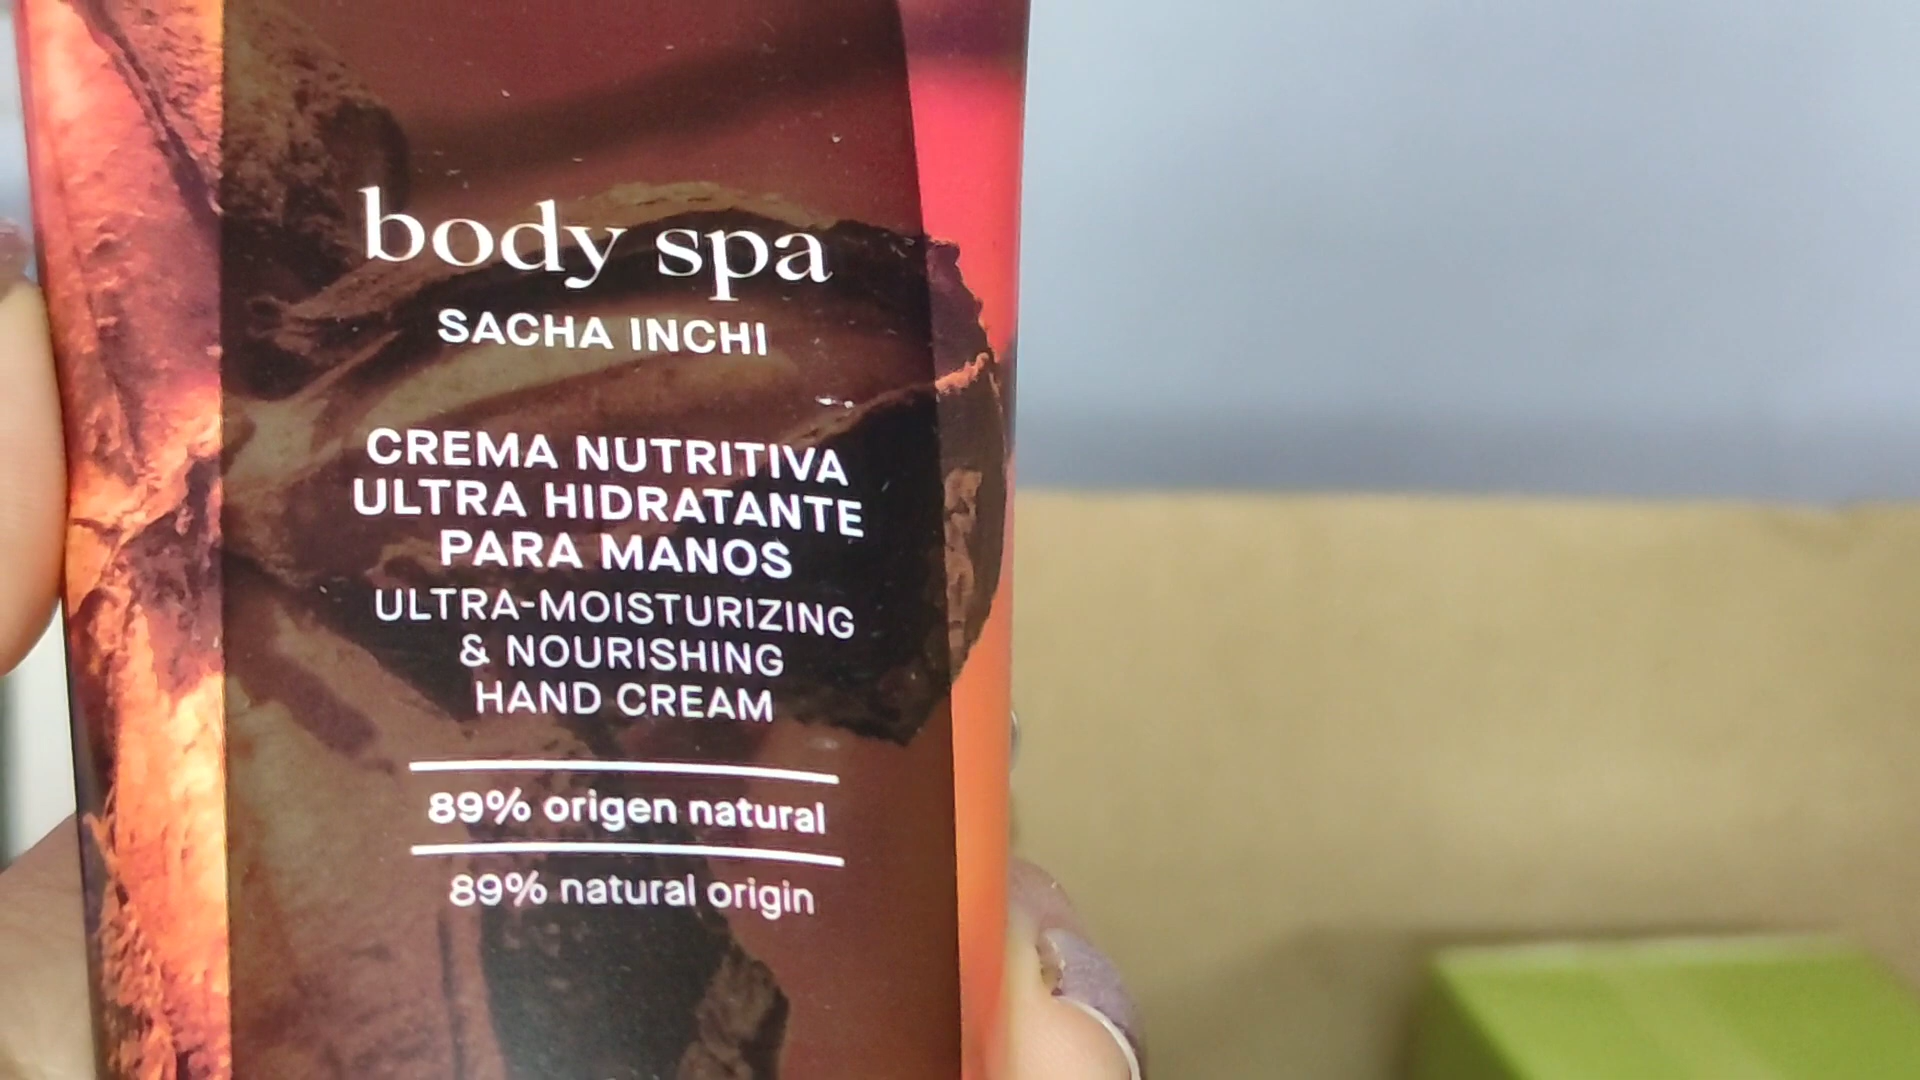 body spa
SACHA INCHI
CREMA NUTRITIVA
ULTRA HIDRATANTE
PARA MANOS
ULTRA-MOISTURIZING
& NOURISHING
HAND CREAM
89% origen natural
89% natural origin